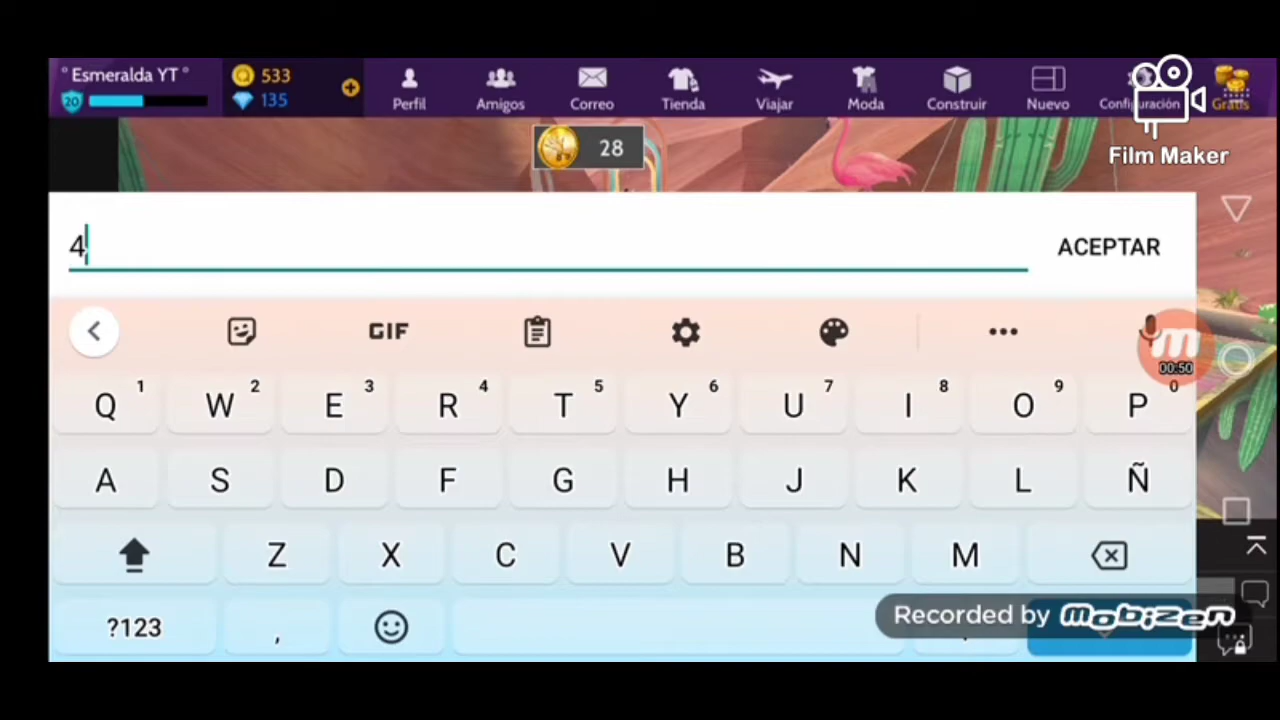 ° Esmeralda YT °
20
533
135
Perfil
Amigos
Correo
Tienda
Viajar
Moda
Construir
Nuevo
Configuración
Gratis
Film Maker
28
4
ACEPTAR
GIF
00:50
Q 1 W 2 E 3 R 4 T 5 Y 6 U 7 I 8 O 9 P 0
A S D F G H J K L Ñ
Z X C V B N M
?123 , .
Recorded by Mobizen